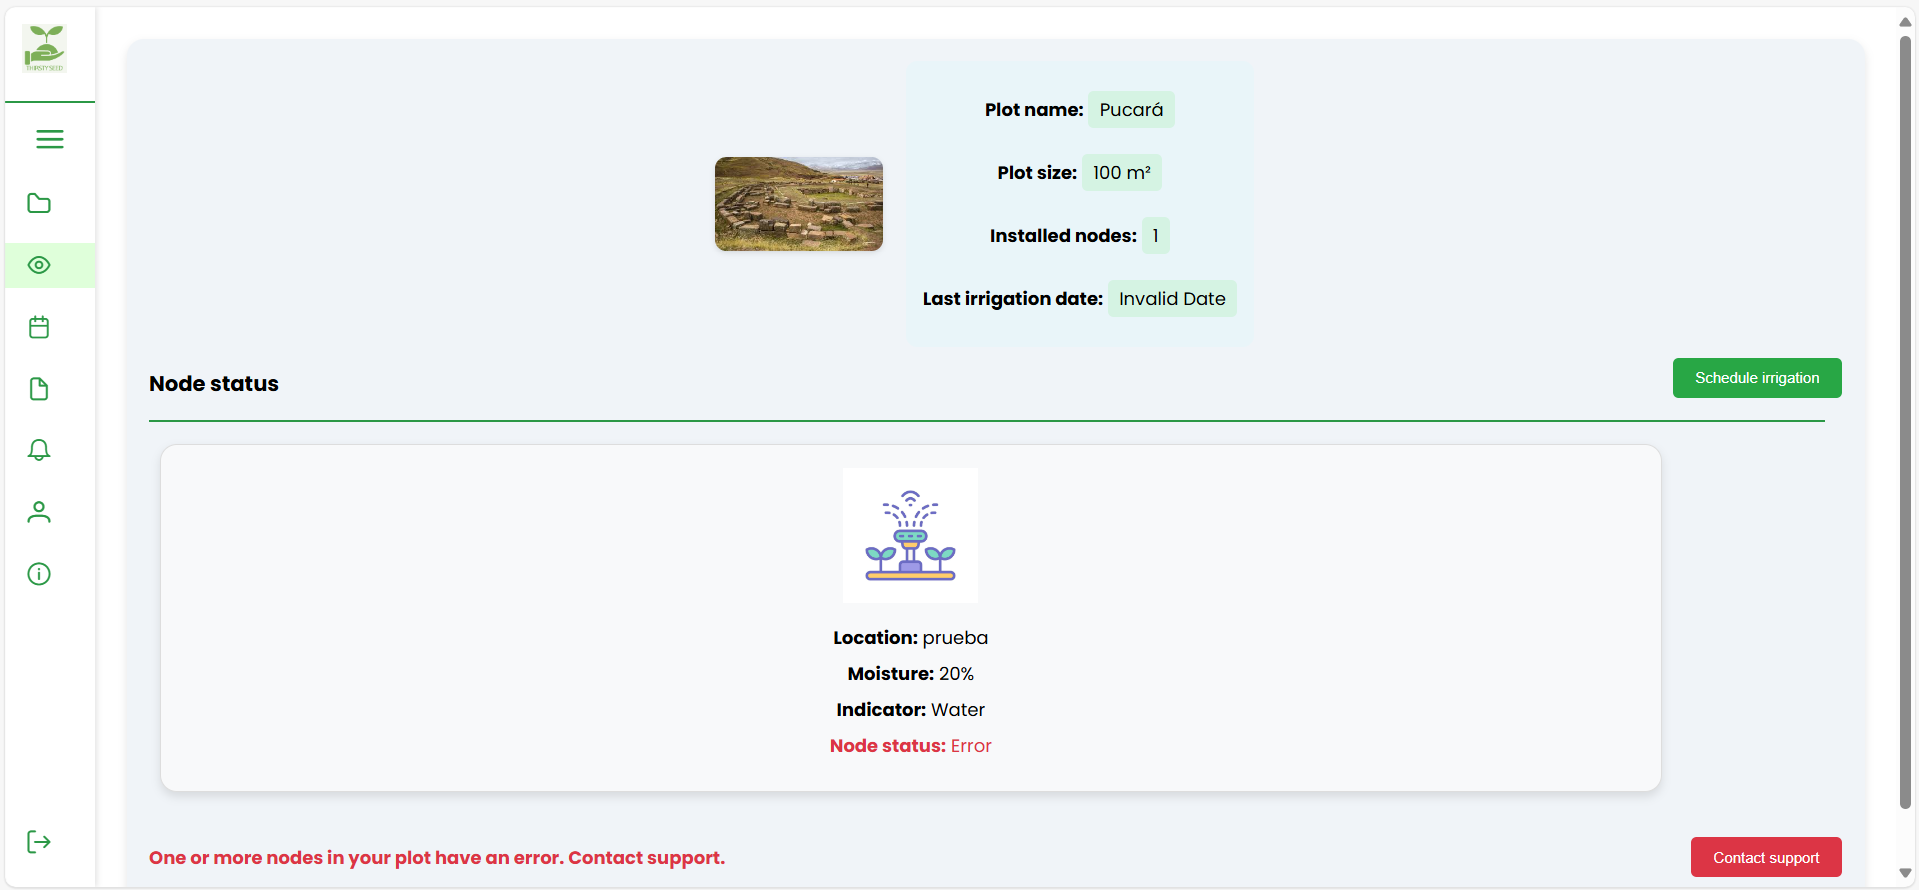 THIRSTY SEED
Plot name: Pucará
Plot size: 100 m²
Installed nodes: 1
Last irrigation date: Invalid Date
Node status
Schedule irrigation
Location: prueba
Moisture: 20%
Indicator: Water
Node status: Error
One or more nodes in your plot have an error. Contact support.
Contact support